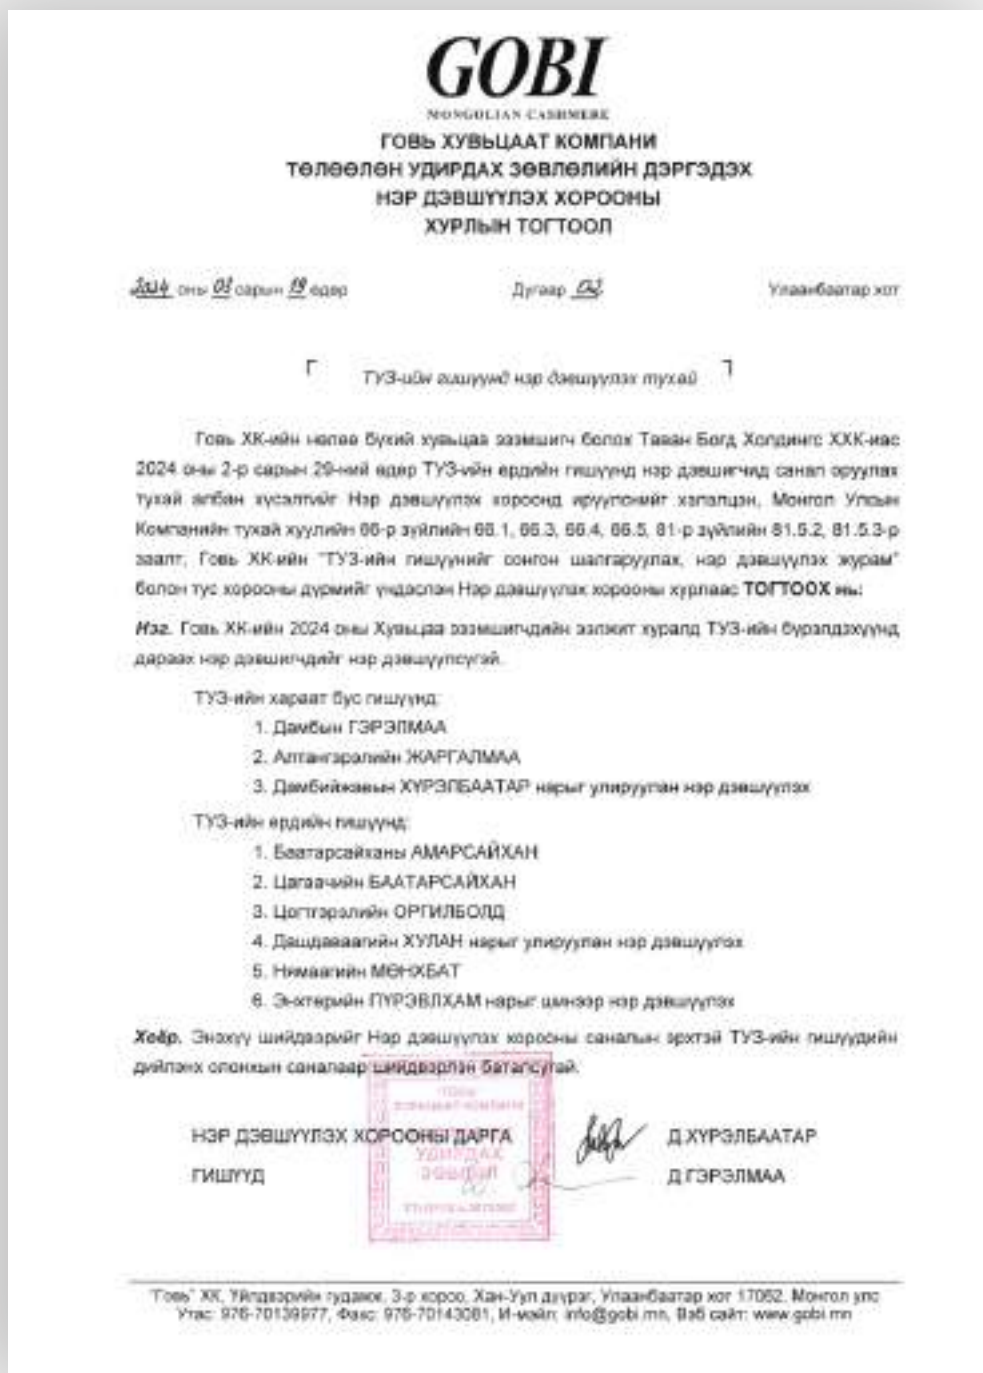 GOBI
MONGOLIAN CASHMERE
ГОВЬ ХУВЬЦААТ КОМПАНИ
ТӨЛӨӨЛӨН УДИРДАХ ЗӨВЛӨЛИЙН ДЭРГЭДЭХ
НЭР ДЭВШҮҮЛЭХ ХОРООНЫ
ХУРЛЫН ТОГТООЛ
2024 оны 03 сарын 19 өдөр Дугаар 02 Улаанбаатар хот
ТУЗ-ийн гишүүнд нэр дэвшүүлэх тухай
Говь ХК-ийн нөлөө бүхий хувьцаа эзэмшигч болох Таван Богд Холдингс ХХК-иас
2024 оны 2-р сарын 29-ний өдөр ТУЗ-ийн ердийн гишүүнд нэр дэвшигчид санал оруулах
тухай албан хүсэлтийг Нэр дэвшүүлэх хороонд ирүүлснийг хэлэлцэн, Монгол Улсын
Компанийн тухай хуулийн 66-р зүйлийн 66.1, 66.3, 66.4, 66.5, 81-р зүйлийн 81.5.2, 81.5.3-р
заалт, Говь ХК-ийн "ТУЗ-ийн гишүүнийг сонгон шалгаруулах, нэр дэвшүүлэх журам"
болон тус хорооны дүрмийг үндэслэн Нэр дэвшүүлэх хорооны хурлаас ТОГТООХ нь:
Нэг. Говь ХК-ийн 2024 оны Хувьцаа эзэмшигчдийн ээлжит хуралд ТУЗ-ийн бүрэлдэхүүнд
дараах нэр дэвшигчдийг нэр дэвшүүлсүгэй.
ТУЗ-ийн хараат бус гишүүнд:
1. Дамбын ГЭРЭЛМАА
2. Алтангэрэлийн ЖАРГАЛМАА
3. Дамбийжавын ХҮРЭЛБААТАР нарыг улируулан нэр дэвшүүлэх
ТУЗ-ийн ердийн гишүүнд:
1. Баатарсайханы АМАРСАЙХАН
2. Цагаачийн БААТАРСАЙХАН
3. Цогтгэрэлийн ОРГИЛБОЛД
4. Дашдаваагийн ХУЛАН нарыг улируулан нэр дэвшүүлэх
5. Нямаагийн МӨНХБАТ
6. Энхтөрийн ПҮРЭВЛХАМ нарыг шинээр нэр дэвшүүлэх
Хоёр. Энэхүү шийдвэрийг Нэр дэвшүүлэх хорооны саналын эрхтэй ТУЗ-ийн гишүүдийн
дийлэнх олонхын саналаар шийдвэрлэн баталсугай.
НЭР ДЭВШҮҮЛЭХ ХОРООНЫ ДАРГА Д.ХҮРЭЛБААТАР
УДИРДАХ
ГИШҮҮД Д.ГЭРЭЛМАА
"Говь" ХК, Үйлдвэрийн гудамж, 3-р хороо, Хан-Уул дүүрэг, Улаанбаатар хот 17062, Монгол улс
Утас: 976-70139977, Факс: 976-70143081, И-мэйл: info@gobi.mn, Вэб сайт: www.gobi.mn